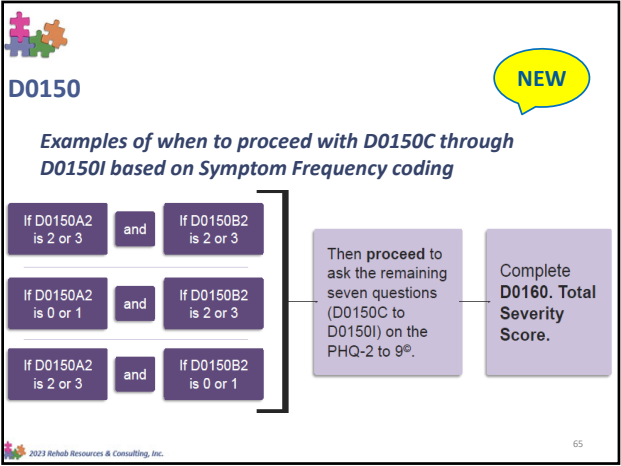 NEW
D0150
Examples of when to proceed with D0150C through
D0150I based on Symptom Frequency coding
If D0150A2
is 2 or 3
and
If D0150B2
is 2 or 3
If D0150A2
is 0 or 1
and
If D0150B2
is 2 or 3
If D0150A2
is 2 or 3
and
If D0150B2
is 0 or 1
Then proceed to
ask the remaining
seven questions
(D0150C to
D0150I) on the
PHQ-2 to 9©.
Complete
D0160. Total
Severity
Score.
2023 Rehab Resources & Consulting, Inc.
65